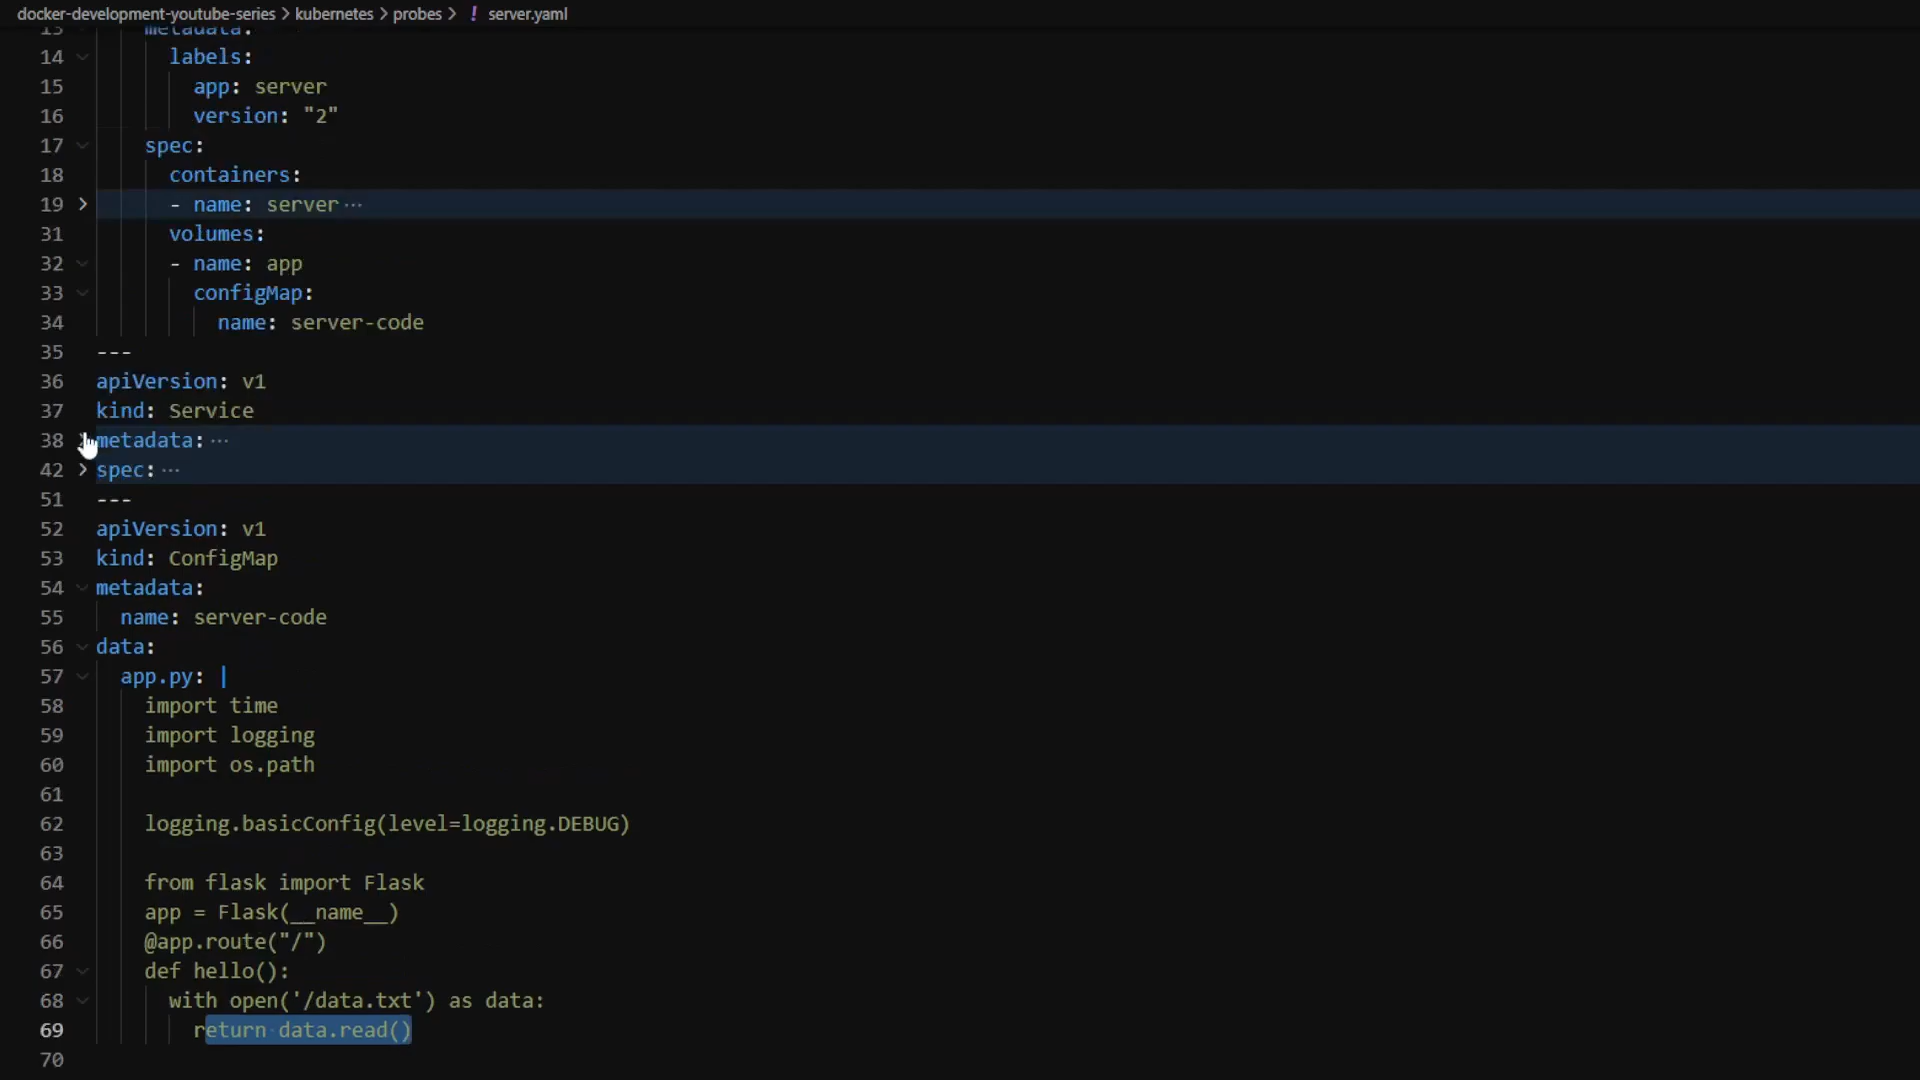 docker-development-youtube-series > kubernetes > probes > ! server.yaml
13 metadata:
14 labels:
15 app: server
16 version: "2"
17 spec:
18 containers:
19 - name: server ···
31 volumes:
32 - name: app
33 configMap:
34 name: server-code
35 ---
36 apiVersion: v1
37 kind: Service
38 metadata: ···
42 spec: ···
51 ---
52 apiVersion: v1
53 kind: ConfigMap
54 metadata:
55 name: server-code
56 data:
57 app.py: |
58 import time
59 import logging
60 import os.path
61
62 logging.basicConfig(level=logging.DEBUG)
63
64 from flask import Flask
65 app = Flask(__name__)
66 @app.route("/")
67 def hello():
68 with open('/data.txt') as data:
69 return data.read()
70